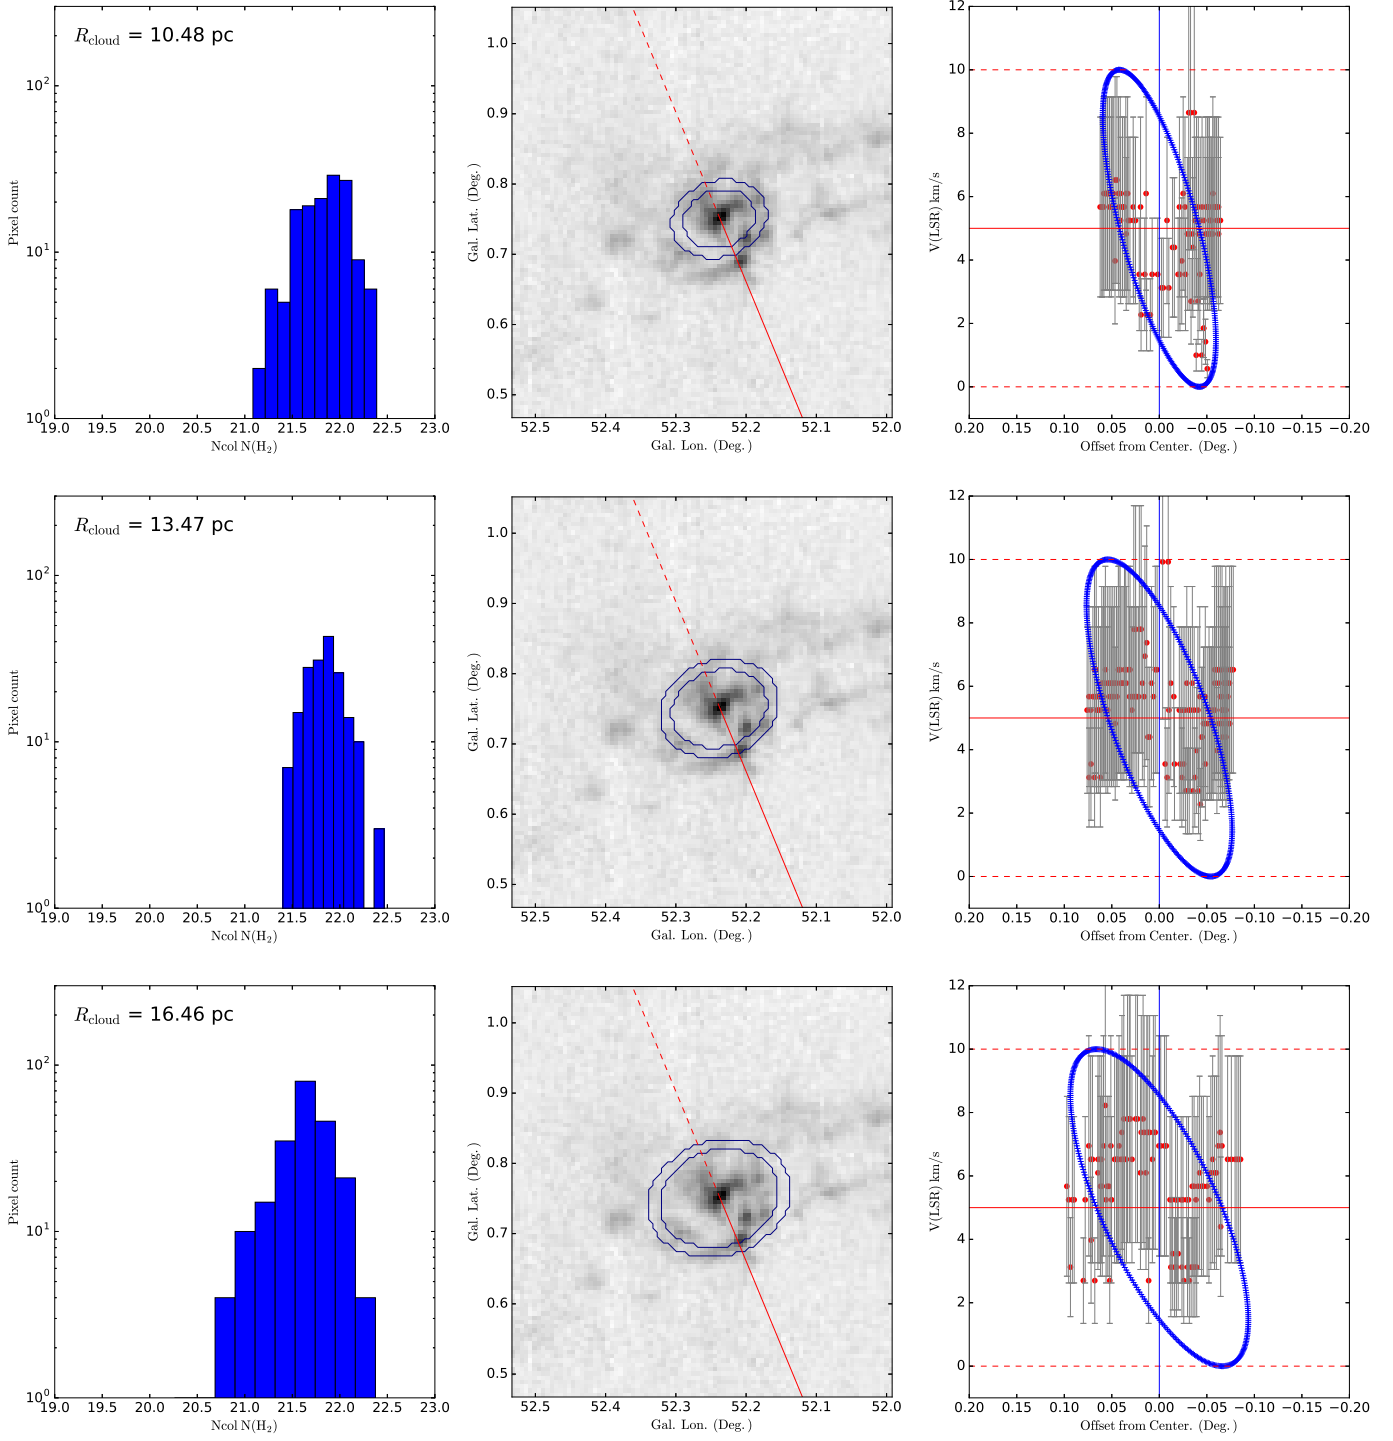 R_cloud = 10.48 pc
10^2
10^1
10^0
Pixel count
19.0 19.5 20.0 20.5 21.0 21.5 22.0 22.5 23.0
Ncol N(H_2)
1.0
0.9
0.8
0.7
0.6
0.5
Gal. Lat. (Deg.)
52.5 52.4 52.3 52.2 52.1 52.0
Gal. Lon. (Deg.)
12
10
8
6
4
2
0
V(LSR) km/s
0.20 0.15 0.10 0.05 0.00 −0.05 −0.10 −0.15 −0.20
Offset from Center. (Deg.)
R_cloud = 13.47 pc
10^2
10^1
10^0
Pixel count
19.0 19.5 20.0 20.5 21.0 21.5 22.0 22.5 23.0
Ncol N(H_2)
1.0
0.9
0.8
0.7
0.6
0.5
Gal. Lat. (Deg.)
52.5 52.4 52.3 52.2 52.1 52.0
Gal. Lon. (Deg.)
12
10
8
6
4
2
0
V(LSR) km/s
0.20 0.15 0.10 0.05 0.00 −0.05 −0.10 −0.15 −0.20
Offset from Center. (Deg.)
R_cloud = 16.46 pc
10^2
10^1
10^0
Pixel count
19.0 19.5 20.0 20.5 21.0 21.5 22.0 22.5 23.0
Ncol N(H_2)
1.0
0.9
0.8
0.7
0.6
0.5
Gal. Lat. (Deg.)
52.5 52.4 52.3 52.2 52.1 52.0
Gal. Lon. (Deg.)
12
10
8
6
4
2
0
V(LSR) km/s
0.20 0.15 0.10 0.05 0.00 −0.05 −0.10 −0.15 −0.20
Offset from Center. (Deg.)